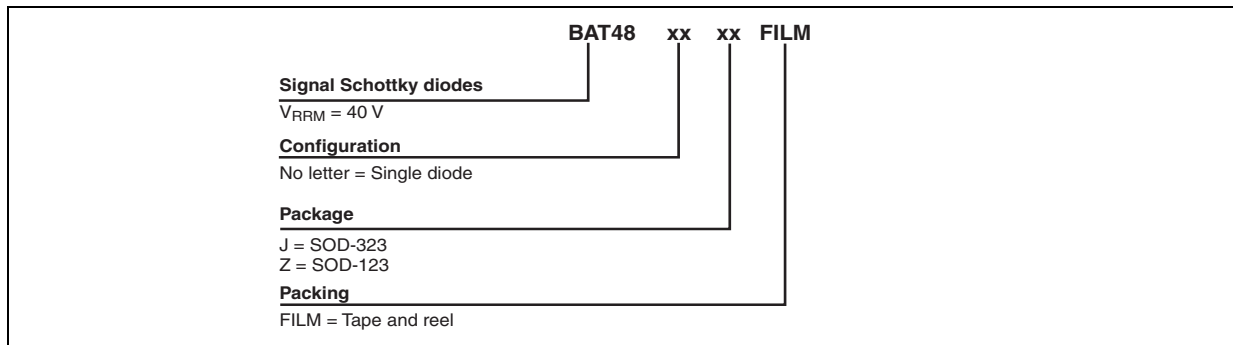 BAT48 xx xx FILM
Signal Schottky diodes
VRRM = 40 V
Configuration
No letter = Single diode
Package
J = SOD-323
Z = SOD-123
Packing
FILM = Tape and reel